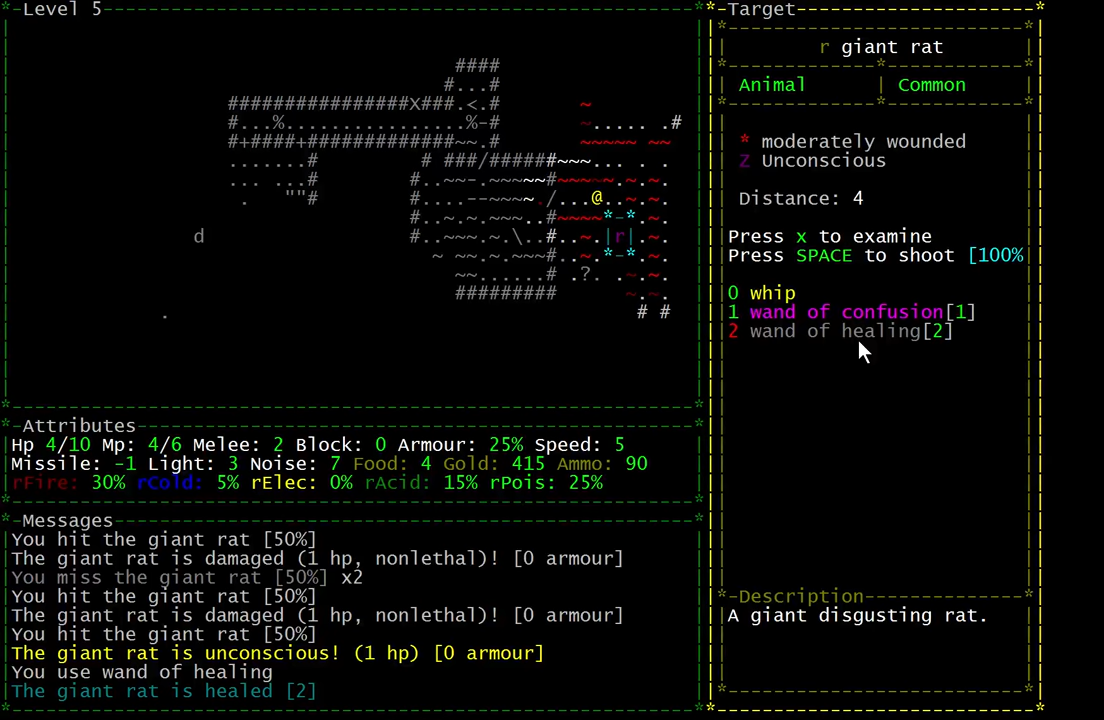 Level 5
Target
r giant rat
Animal | Common
* moderately wounded
Z Unconscious
Distance: 4
Press x to examine
Press SPACE to shoot [100%
0 whip
1 wand of confusion[1]
2 wand of healing[2]
####
#...#
################x###.<.#
#...%................%-#
#+####+#############~~.#
Attributes
Hp 4/10 Mp: 4/6 Melee: 2 Block: 0 Armour: 25% Speed: 5
Missile: -1 Light: 3 Noise: 7 Food: 4 Gold: 415 Ammo: 90
rFire: 30% rCold: 5% rElec: 0% rAcid: 15% rPois: 25%
Messages
You hit the giant rat [50%]
The giant rat is damaged (1 hp, nonlethal)! [0 armour]
You miss the giant rat [50%] x2
You hit the giant rat [50%]
The giant rat is damaged (1 hp, nonlethal)! [0 armour]
You hit the giant rat [50%]
The giant rat is unconscious! (1 hp) [0 armour]
You use wand of healing
The giant rat is healed [2]
Description
A giant disgusting rat.